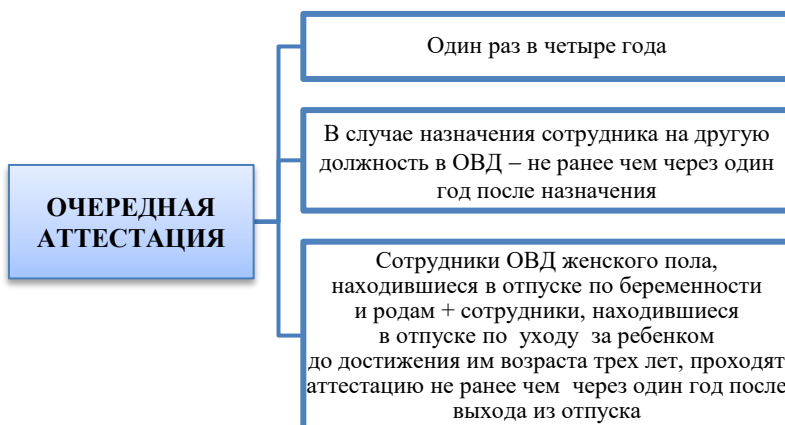 Один раз в четыре года
В случае назначения сотрудника на другую
должность в ОВД – не ранее чем через один
год после назначения
ОЧЕРЕДНАЯ
АТТЕСТАЦИЯ
Сотрудники ОВД женского пола,
находившиеся в отпуске по беременности
и родам + сотрудники, находившиеся
в отпуске по уходу за ребенком
до достижения им возраста трех лет, проходят
аттестацию не ранее чем через один год после
выхода из отпуска